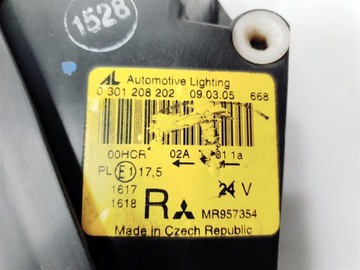 1528
AL Automotive Lighting
0 301 208 202 09.03.05 668
00HCR 02A 01 1a
PL E1 17,5
1617
1618
24 V
R MR957354
Made in Czech Republic